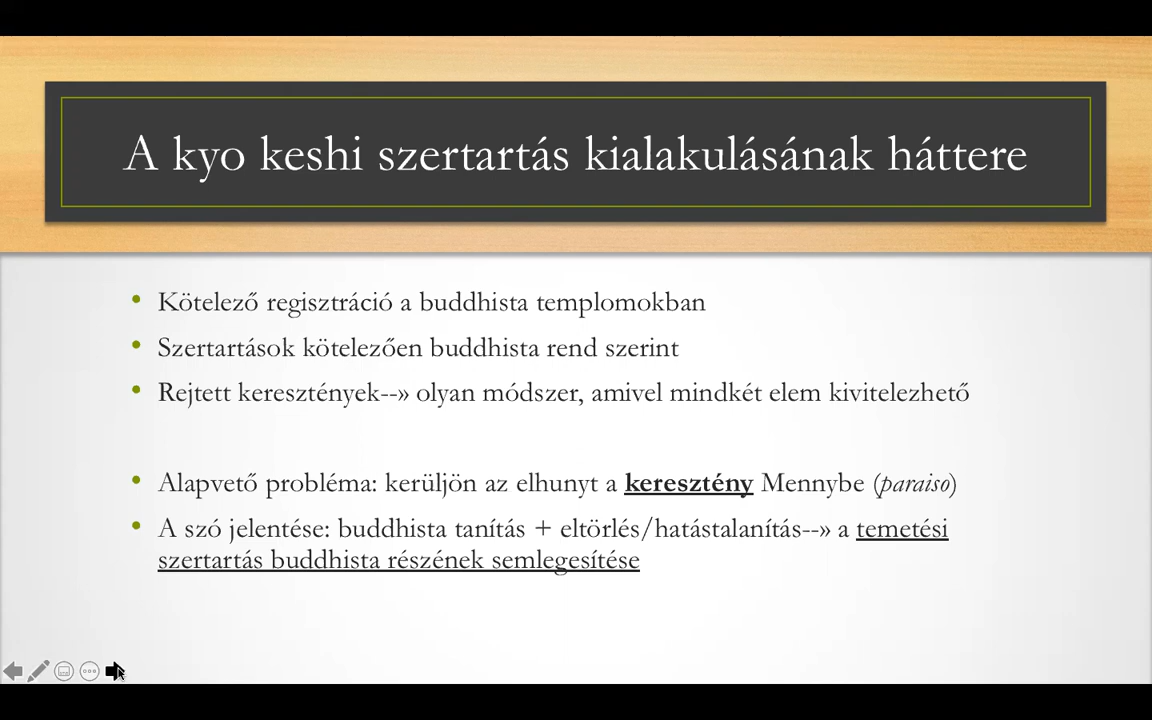 A kyo keshi szertartás kialakulásának háttere
• Kötelező regisztráció a buddhista templomokban
• Szertartások kötelezően buddhista rend szerint
• Rejtett keresztények--» olyan módszer, amivel mindkét elem kivitelezhető
• Alapvető probléma: kerüljön az elhunyt a keresztény Mennybe (paraiso)
• A szó jelentése: buddhista tanítás + eltörlés/hatástalanítás--» a temetési
szertartás buddhista részének semlegesítése